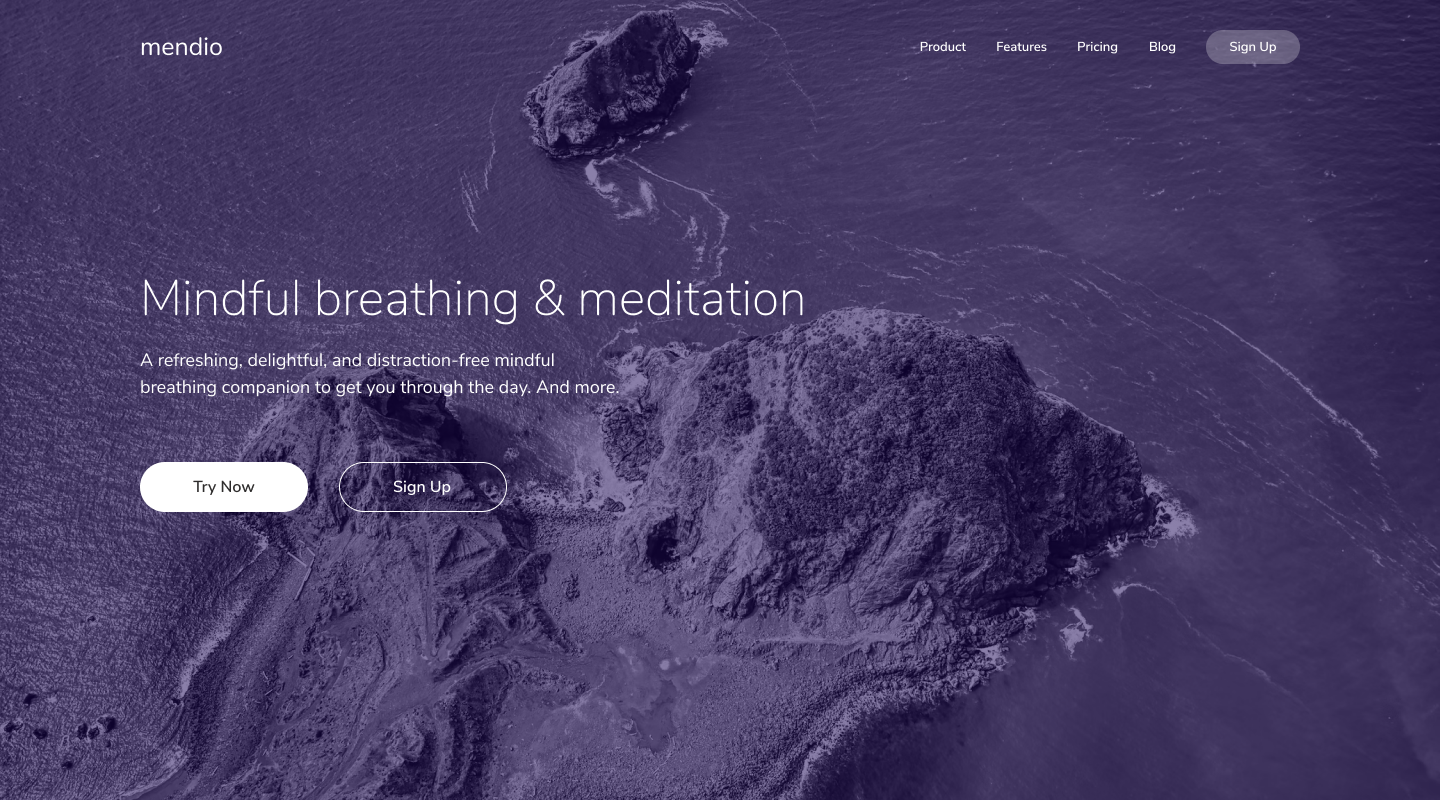 mendio
Product
Features
Pricing
Blog
Sign Up
Mindful breathing & meditation
A refreshing, delightful, and distraction-free mindful
breathing companion to get you through the day. And more.
Try Now
Sign Up